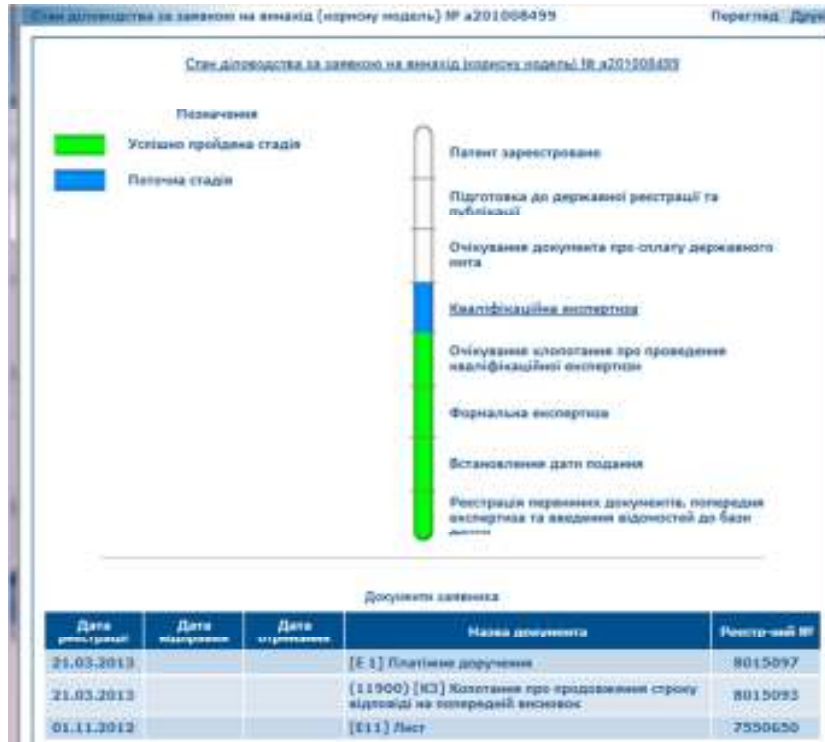 Стан діловодства за заявкою на винахід (корисну модель) № a201008499 Перегляд Друк
Стан діловодства за заявкою на винахід (корисну модель) № a201008499
Позначення
Успішно пройдена стадія
Поточна стадія
Патент зареєстровано
Підготовка до державної реєстрації та
публікації
Очікування документа про сплату державного
мита
Кваліфікаційна експертиза
Очікування клопотання про проведення
кваліфікаційної експертизи
Формальна експертиза
Встановлення дати подання
Реєстрація первинних документів, попередня
експертиза та введення відомостей до бази
Документи заявника
Дата реєстрації Дата відправки Дата отримання Назва документа Реєстр-ний №
21.03.2013 [Е 1] Платіжне доручення 8015097
21.03.2013 (11900) [К3] Клопотання про продовження строку
відповіді на попередній висновок 8015093
01.11.2012 [Е11] Лист 7550650